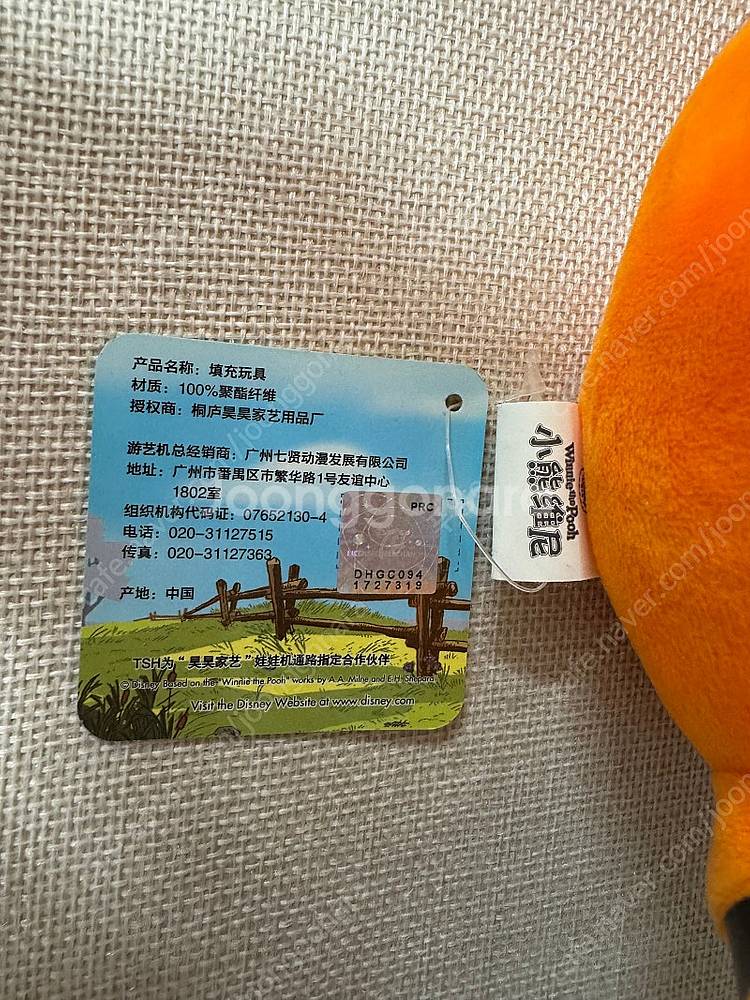 产品名称：填充玩具
材质：100%聚酯纤维
授权商：桐庐昊昊家艺用品厂
游艺机总经销商：广州七贤动漫发展有限公司
地址：广州市番禺区市繁华路1号友谊中心
1802室
组织机构代码证：07652130-4
电话：020-31127515
传真：020-31127363
产地：中国
PRC
DHGC094
1727319
TSH为“昊昊家艺”娃娃机通路指定合作伙伴
© Disney Based on the "Winnie the Pooh" works by A.A. Milne and E.H. Shepard
Visit the Disney Website at www.disney.com
Winnie the Pooh
小熊维尼
joonggonara